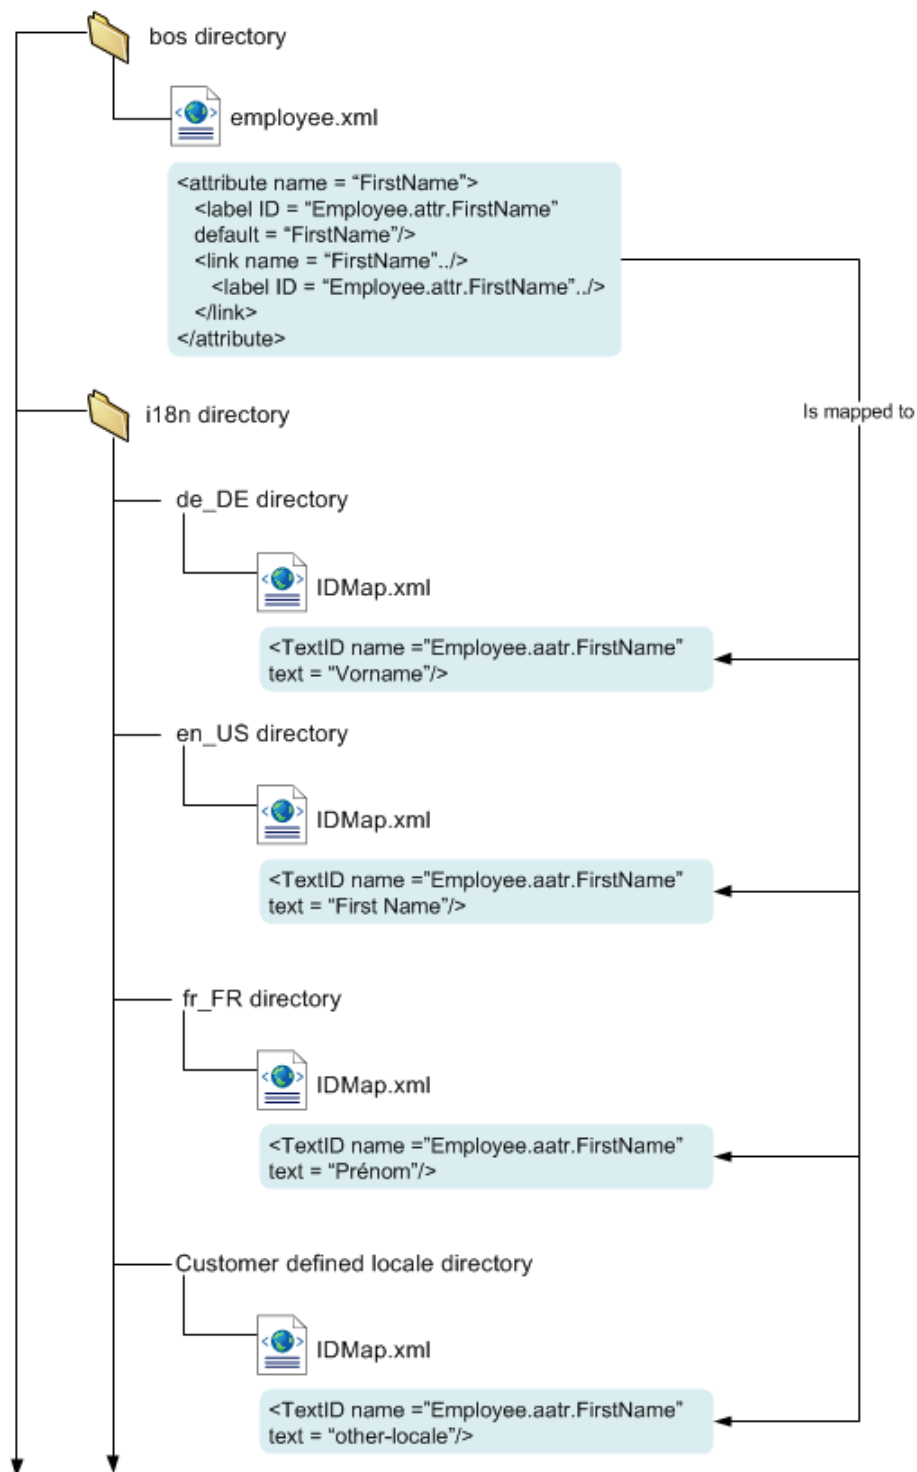 bos directory
employee.xml
<attribute name = “FirstName”>
<label ID = “Employee.attr.FirstName”
default = “FirstName”/>
<link name = “FirstName”../>
<label ID = “Employee.attr.FirstName”../>
</link>
</attribute>
i18n directory
Is mapped to
de_DE directory
IDMap.xml
<TextID name =”Employee.aatr.FirstName”
text = “Vorname”/>
en_US directory
IDMap.xml
<TextID name =”Employee.aatr.FirstName”
text = “First Name”/>
fr_FR directory
IDMap.xml
<TextID name =”Employee.aatr.FirstName”
text = “Prénom”/>
Customer defined locale directory
IDMap.xml
<TextID name =”Employee.aatr.FirstName”
text = “other-locale”/>